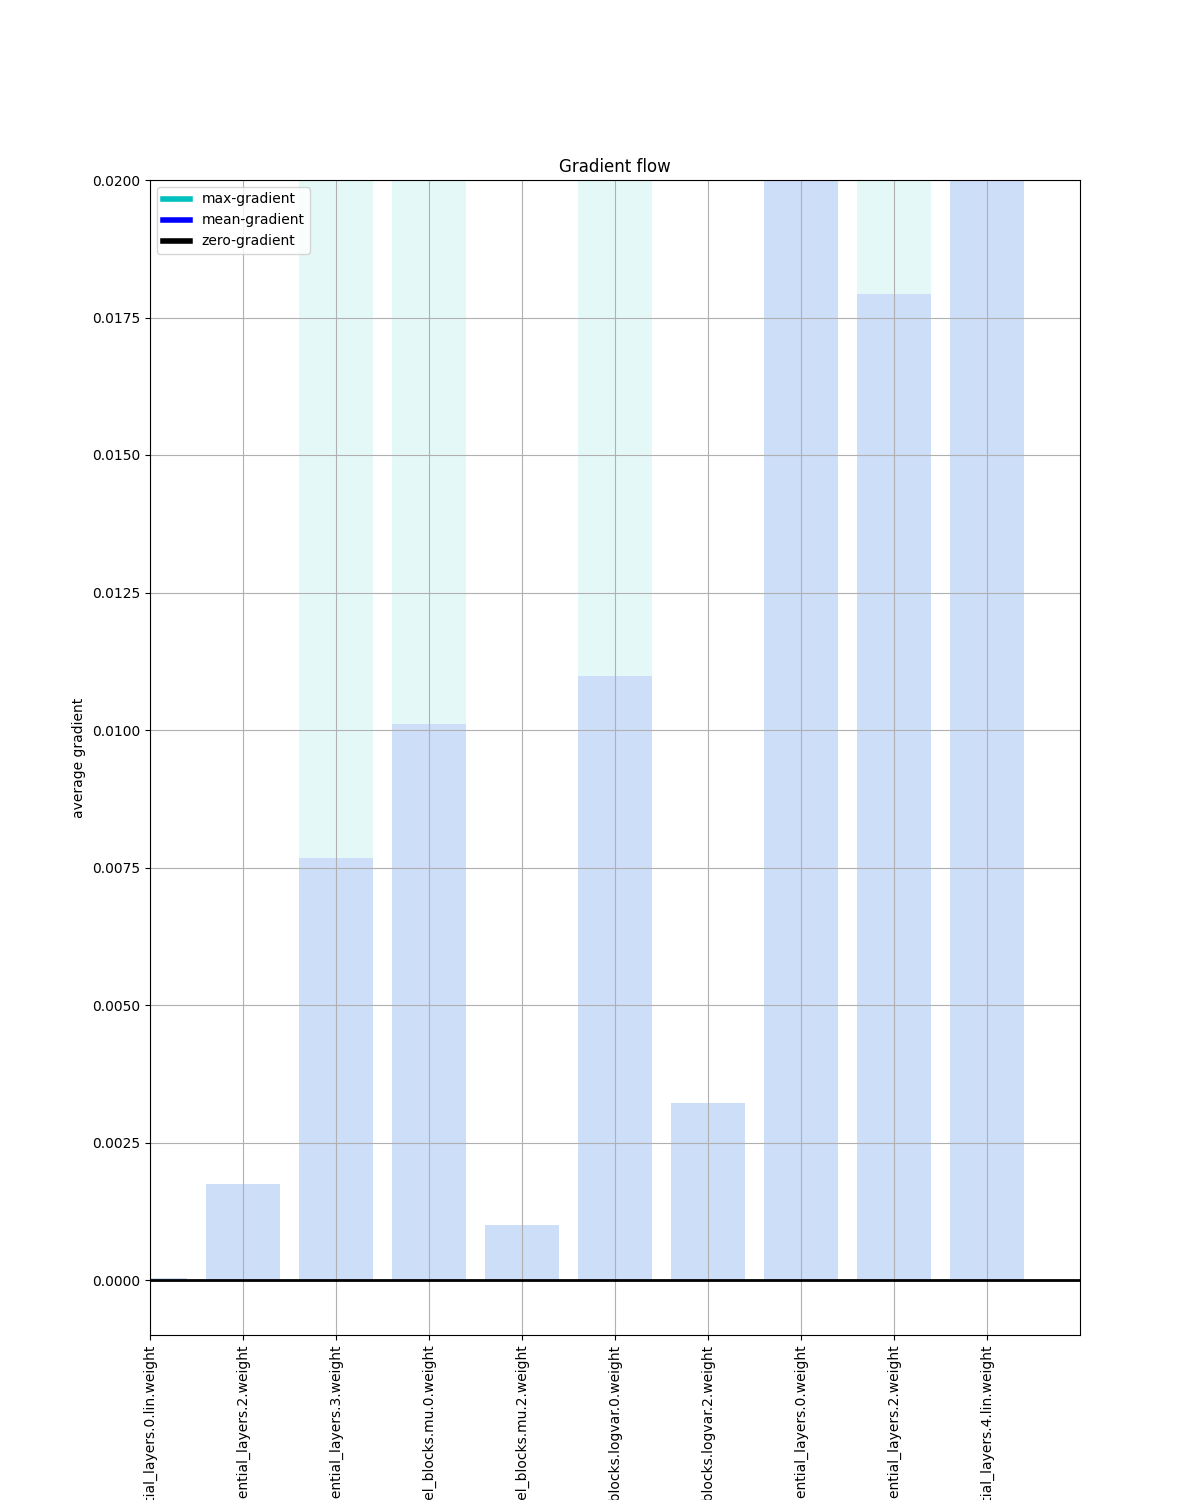 Gradient flow
max-gradient
mean-gradient
zero-gradient
average gradient
0.0200
0.0175
0.0150
0.0125
0.0100
0.0075
0.0050
0.0025
0.0000
tial_layers.0.lin.weight
ential_layers.2.weight
ential_layers.3.weight
el_blocks.mu.0.weight
el_blocks.mu.2.weight
blocks.logvar.0.weight
blocks.logvar.2.weight
ential_layers.0.weight
ential_layers.2.weight
tial_layers.4.lin.weight